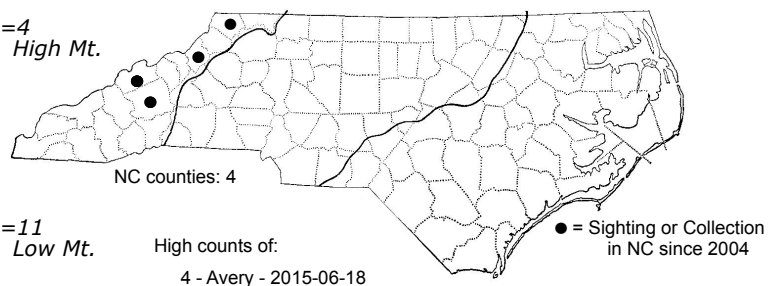 =4
High Mt.
NC counties: 4
=11
Low Mt.
High counts of:
4 - Avery - 2015-06-18
● = Sighting or Collection
in NC since 2004